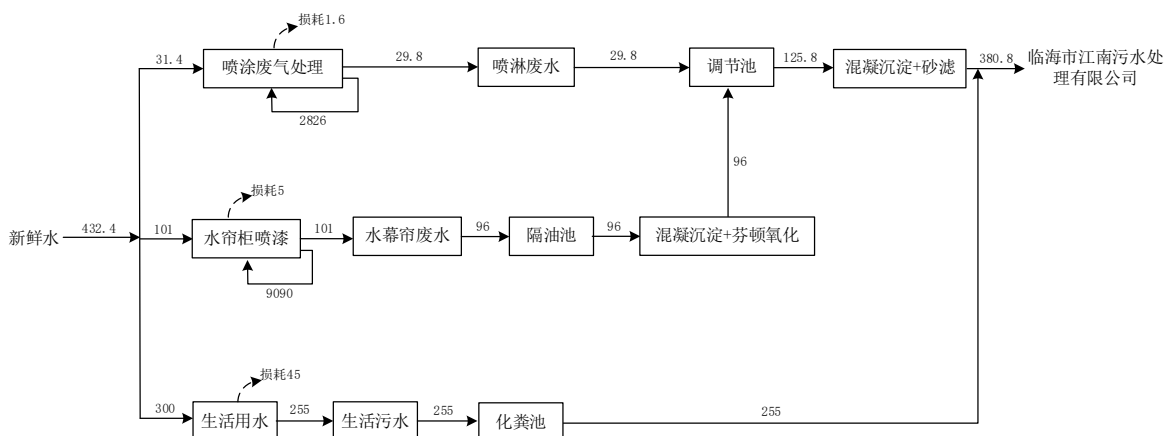 损耗1.6
31.4
喷涂废气处理
29.8
喷淋废水
29.8
调节池
125.8
混凝沉淀+砂滤
380.8
临海市江南污水处
理有限公司
2826
96
损耗5
新鲜水
432.4
101
水帘柜喷漆
101
水幕帘废水
96
隔油池
96
混凝沉淀+芬顿氧化
9090
损耗45
300
生活用水
255
生活污水
255
化粪池
255